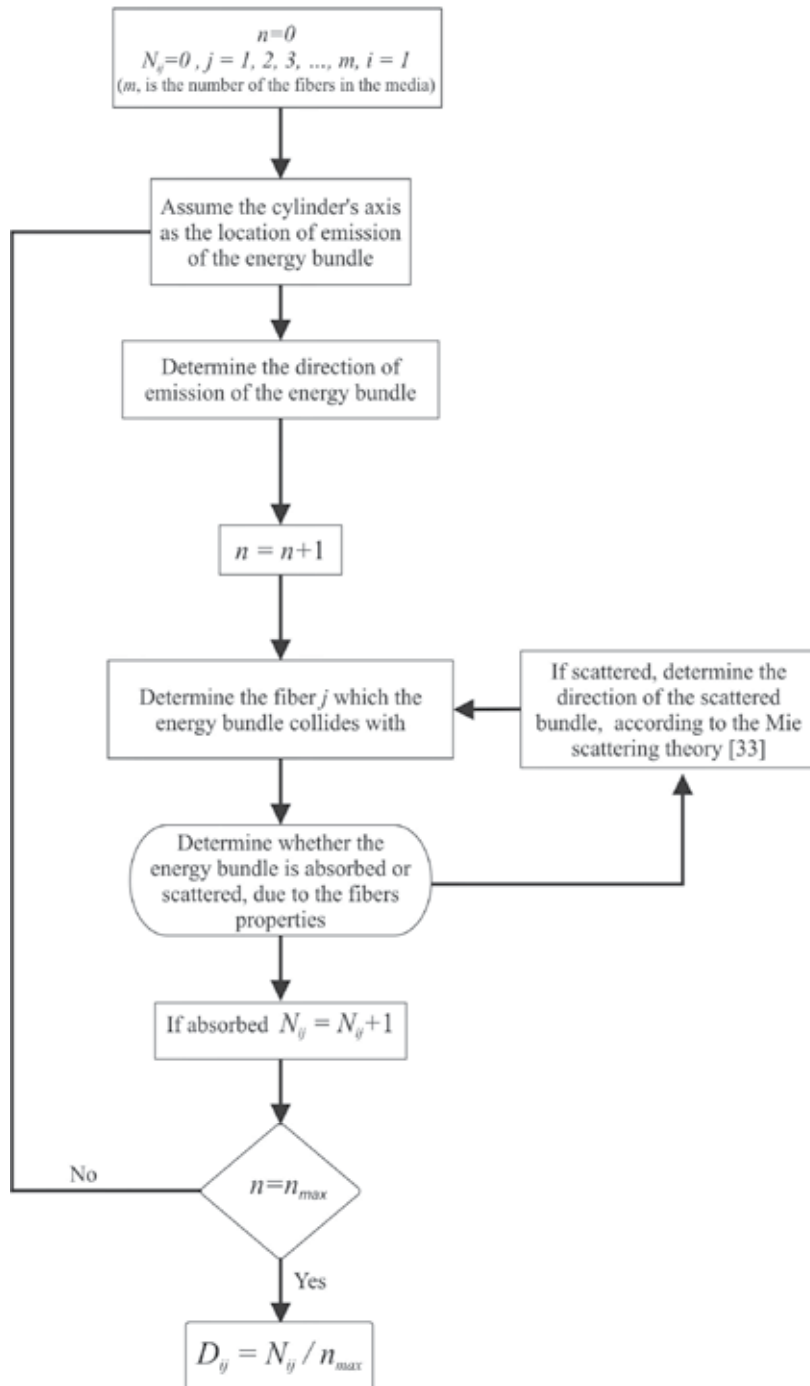 n=0
N_ij=0 , j = 1, 2, 3, ..., m, i = 1
(m, is the number of the fibers in the media)
Assume the cylinder's axis
as the location of emission
of the energy bundle
Determine the direction of
emission of the energy bundle
n = n+1
Determine the fiber j which the
energy bundle collides with
If scattered, determine the
direction of the scattered
bundle, according to the Mie
scattering theory [33]
Determine whether the
energy bundle is absorbed or
scattered, due to the fibers
properties
If absorbed N_ij = N_ij+1
No
n=n_max
Yes
D_ij = N_ij / n_max